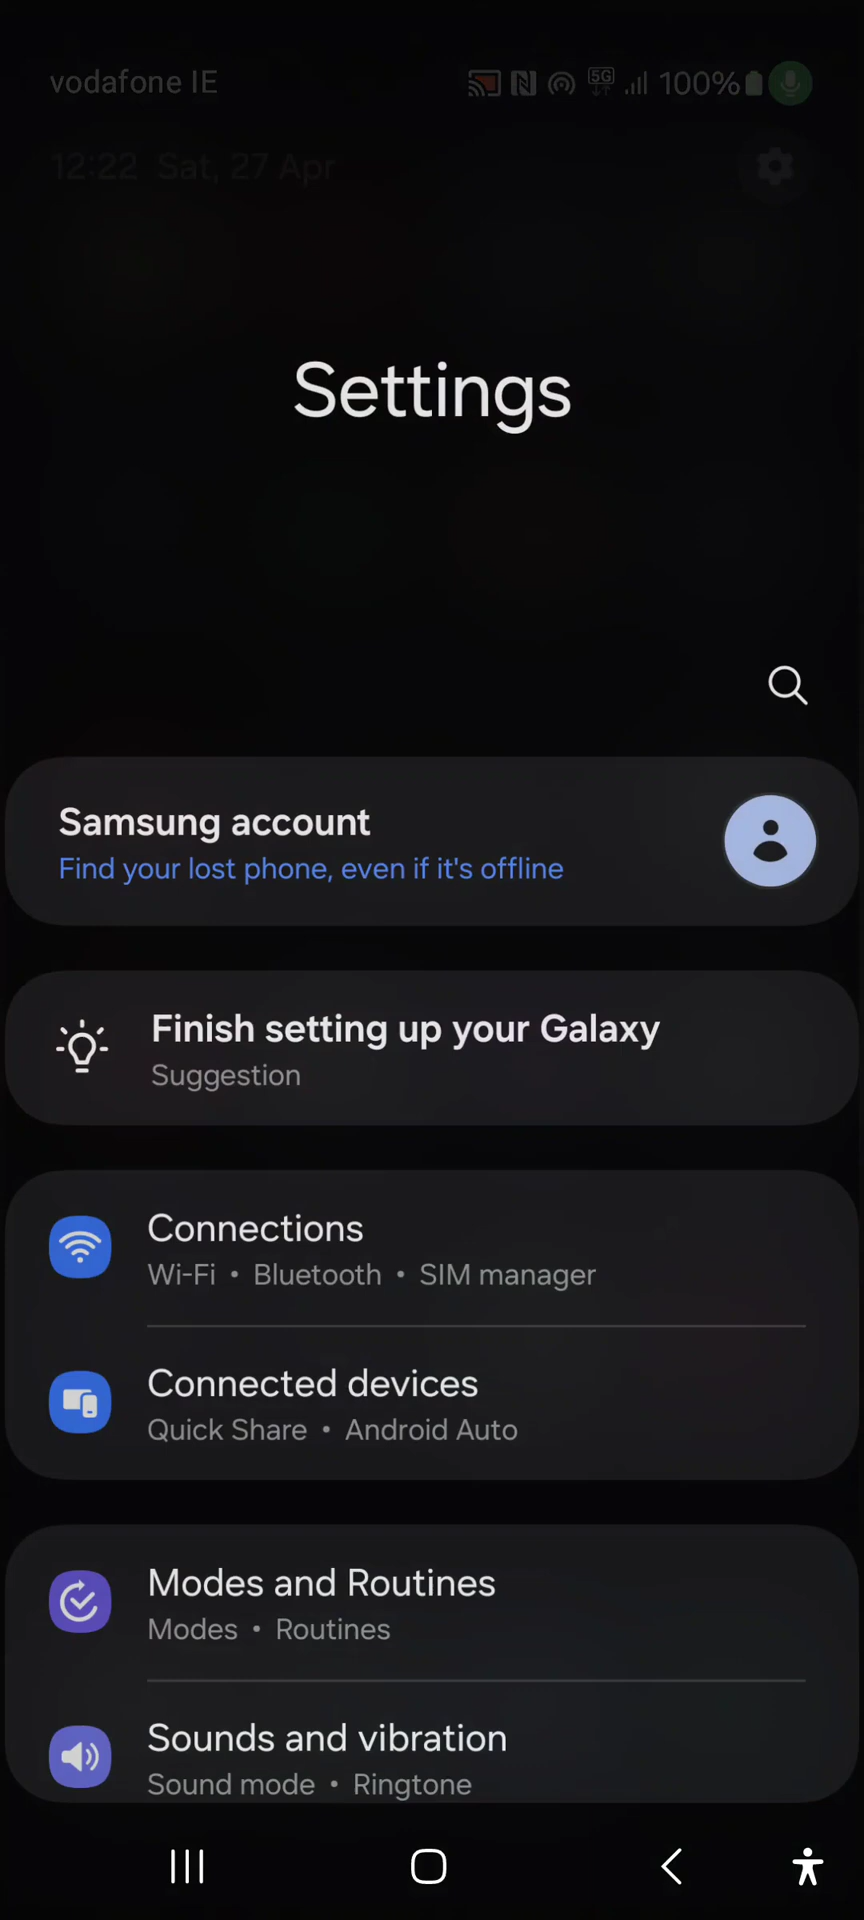 vodafone IE 5G 100%
12:22 Sat, 27 Apr
Settings
Samsung account
Find your lost phone, even if it's offline
Finish setting up your Galaxy
Suggestion
Connections
Wi-Fi • Bluetooth • SIM manager
Connected devices
Quick Share • Android Auto
Modes and Routines
Modes • Routines
Sounds and vibration
Sound mode • Ringtone